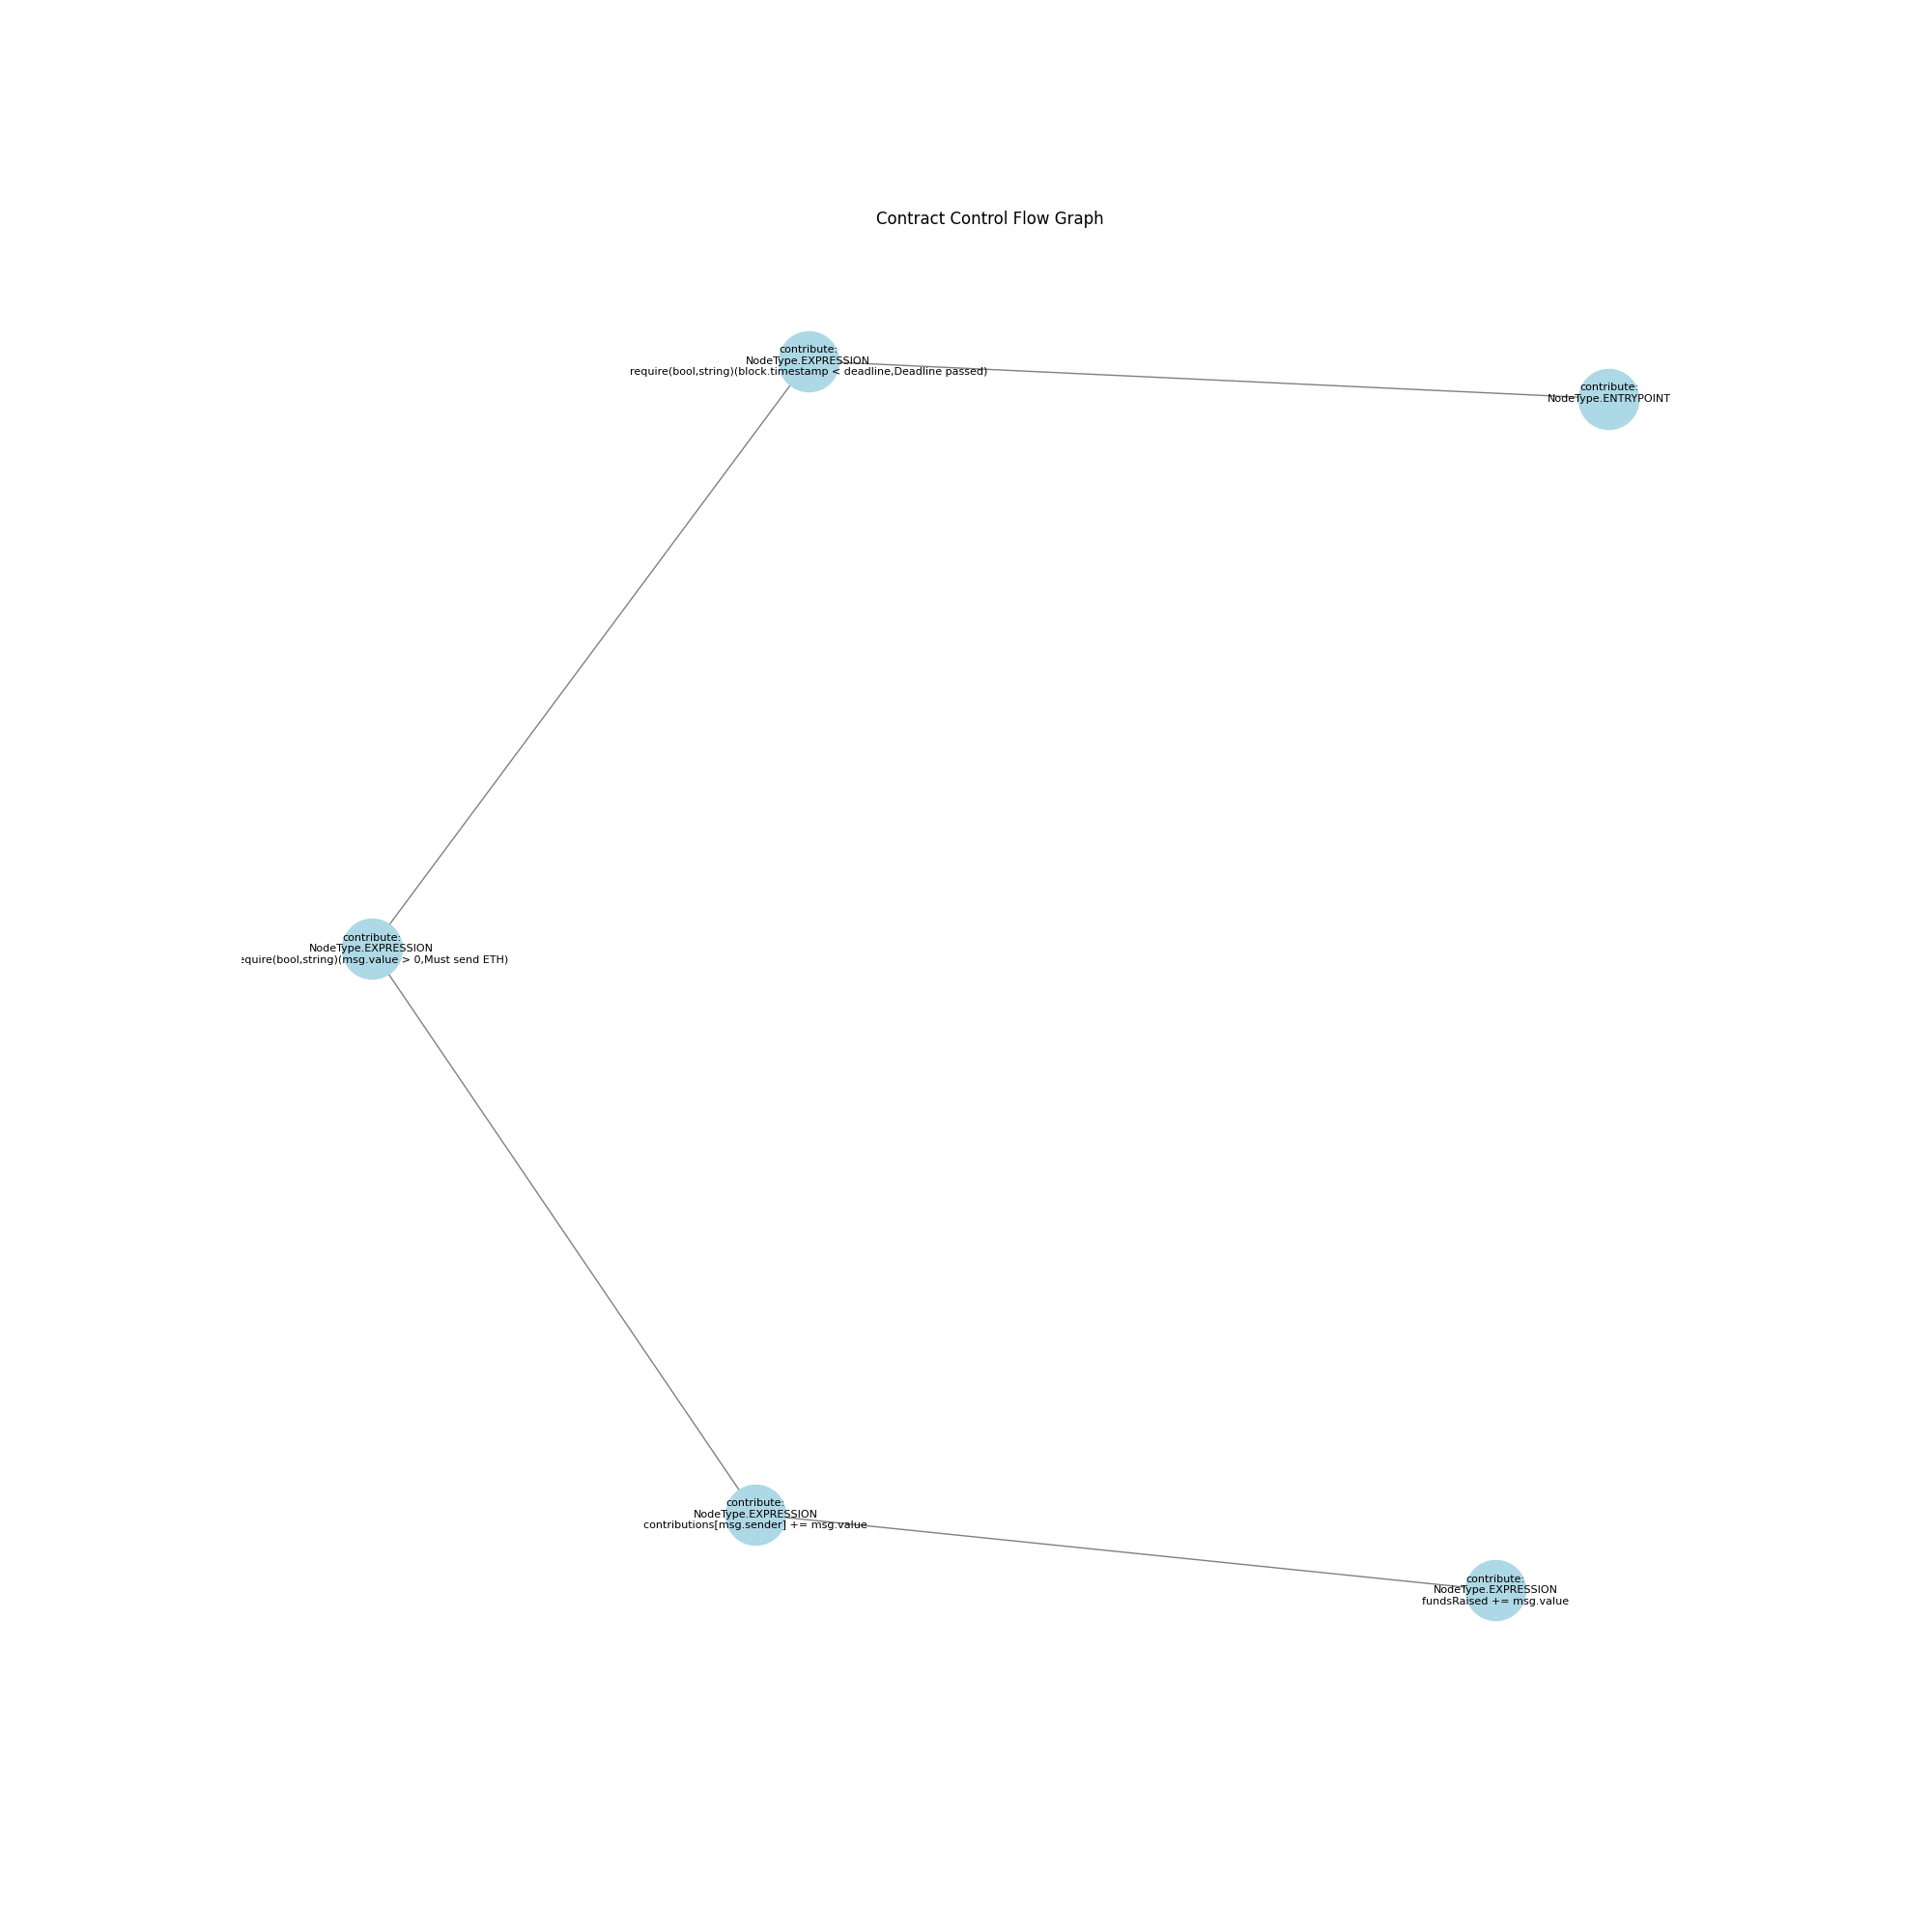 Contract Control Flow Graph
contribute:
NodeType.EXPRESSION
require(bool,string)(block.timestamp < deadline,Deadline passed)
contribute:
NodeType.ENTRYPOINT
contribute:
NodeType.EXPRESSION
equire(bool,string)(msg.value > 0,Must send ETH)
contribute:
NodeType.EXPRESSION
contributions[msg.sender] += msg.value
contribute:
NodeType.EXPRESSION
fundsRaised += msg.value